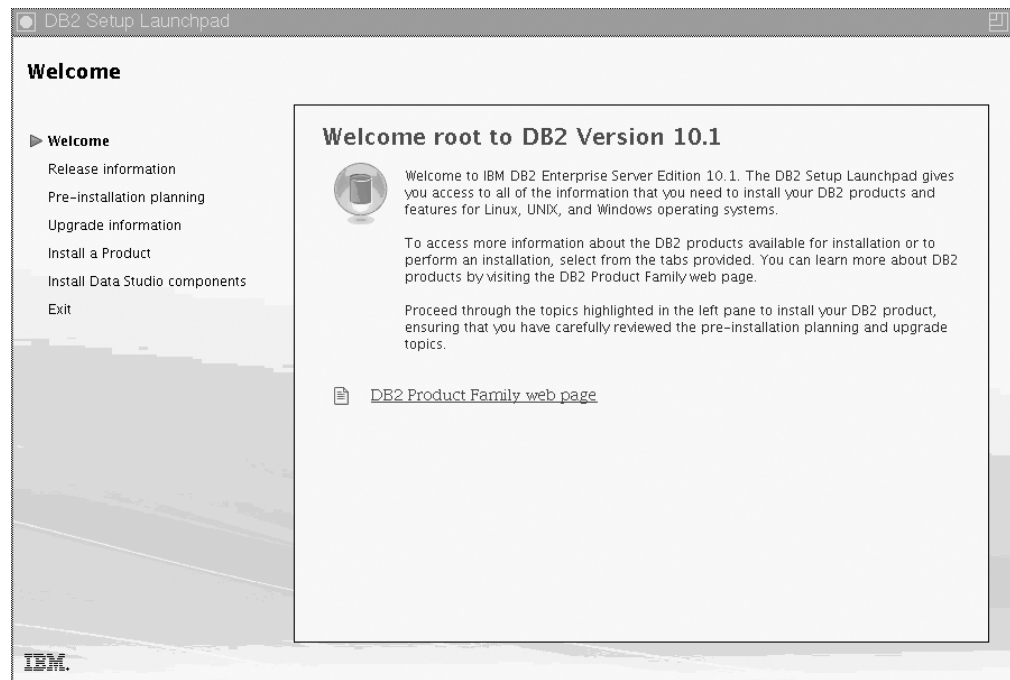 DB2 Setup Launchpad
Welcome
Welcome
Release information
Pre-installation planning
Upgrade information
Install a Product
Install Data Studio components
Exit
Welcome root to DB2 Version 10.1
Welcome to IBM DB2 Enterprise Server Edition 10.1. The DB2 Setup Launchpad gives
you access to all of the information that you need to install your DB2 products and
features for Linux, UNIX, and Windows operating systems.
To access more information about the DB2 products available for installation or to
perform an installation, select from the tabs provided. You can learn more about DB2
products by visiting the DB2 Product Family web page.
Proceed through the topics highlighted in the left pane to install your DB2 product,
ensuring that you have carefully reviewed the pre-installation planning and upgrade
topics.
DB2 Product Family web page
IBM.